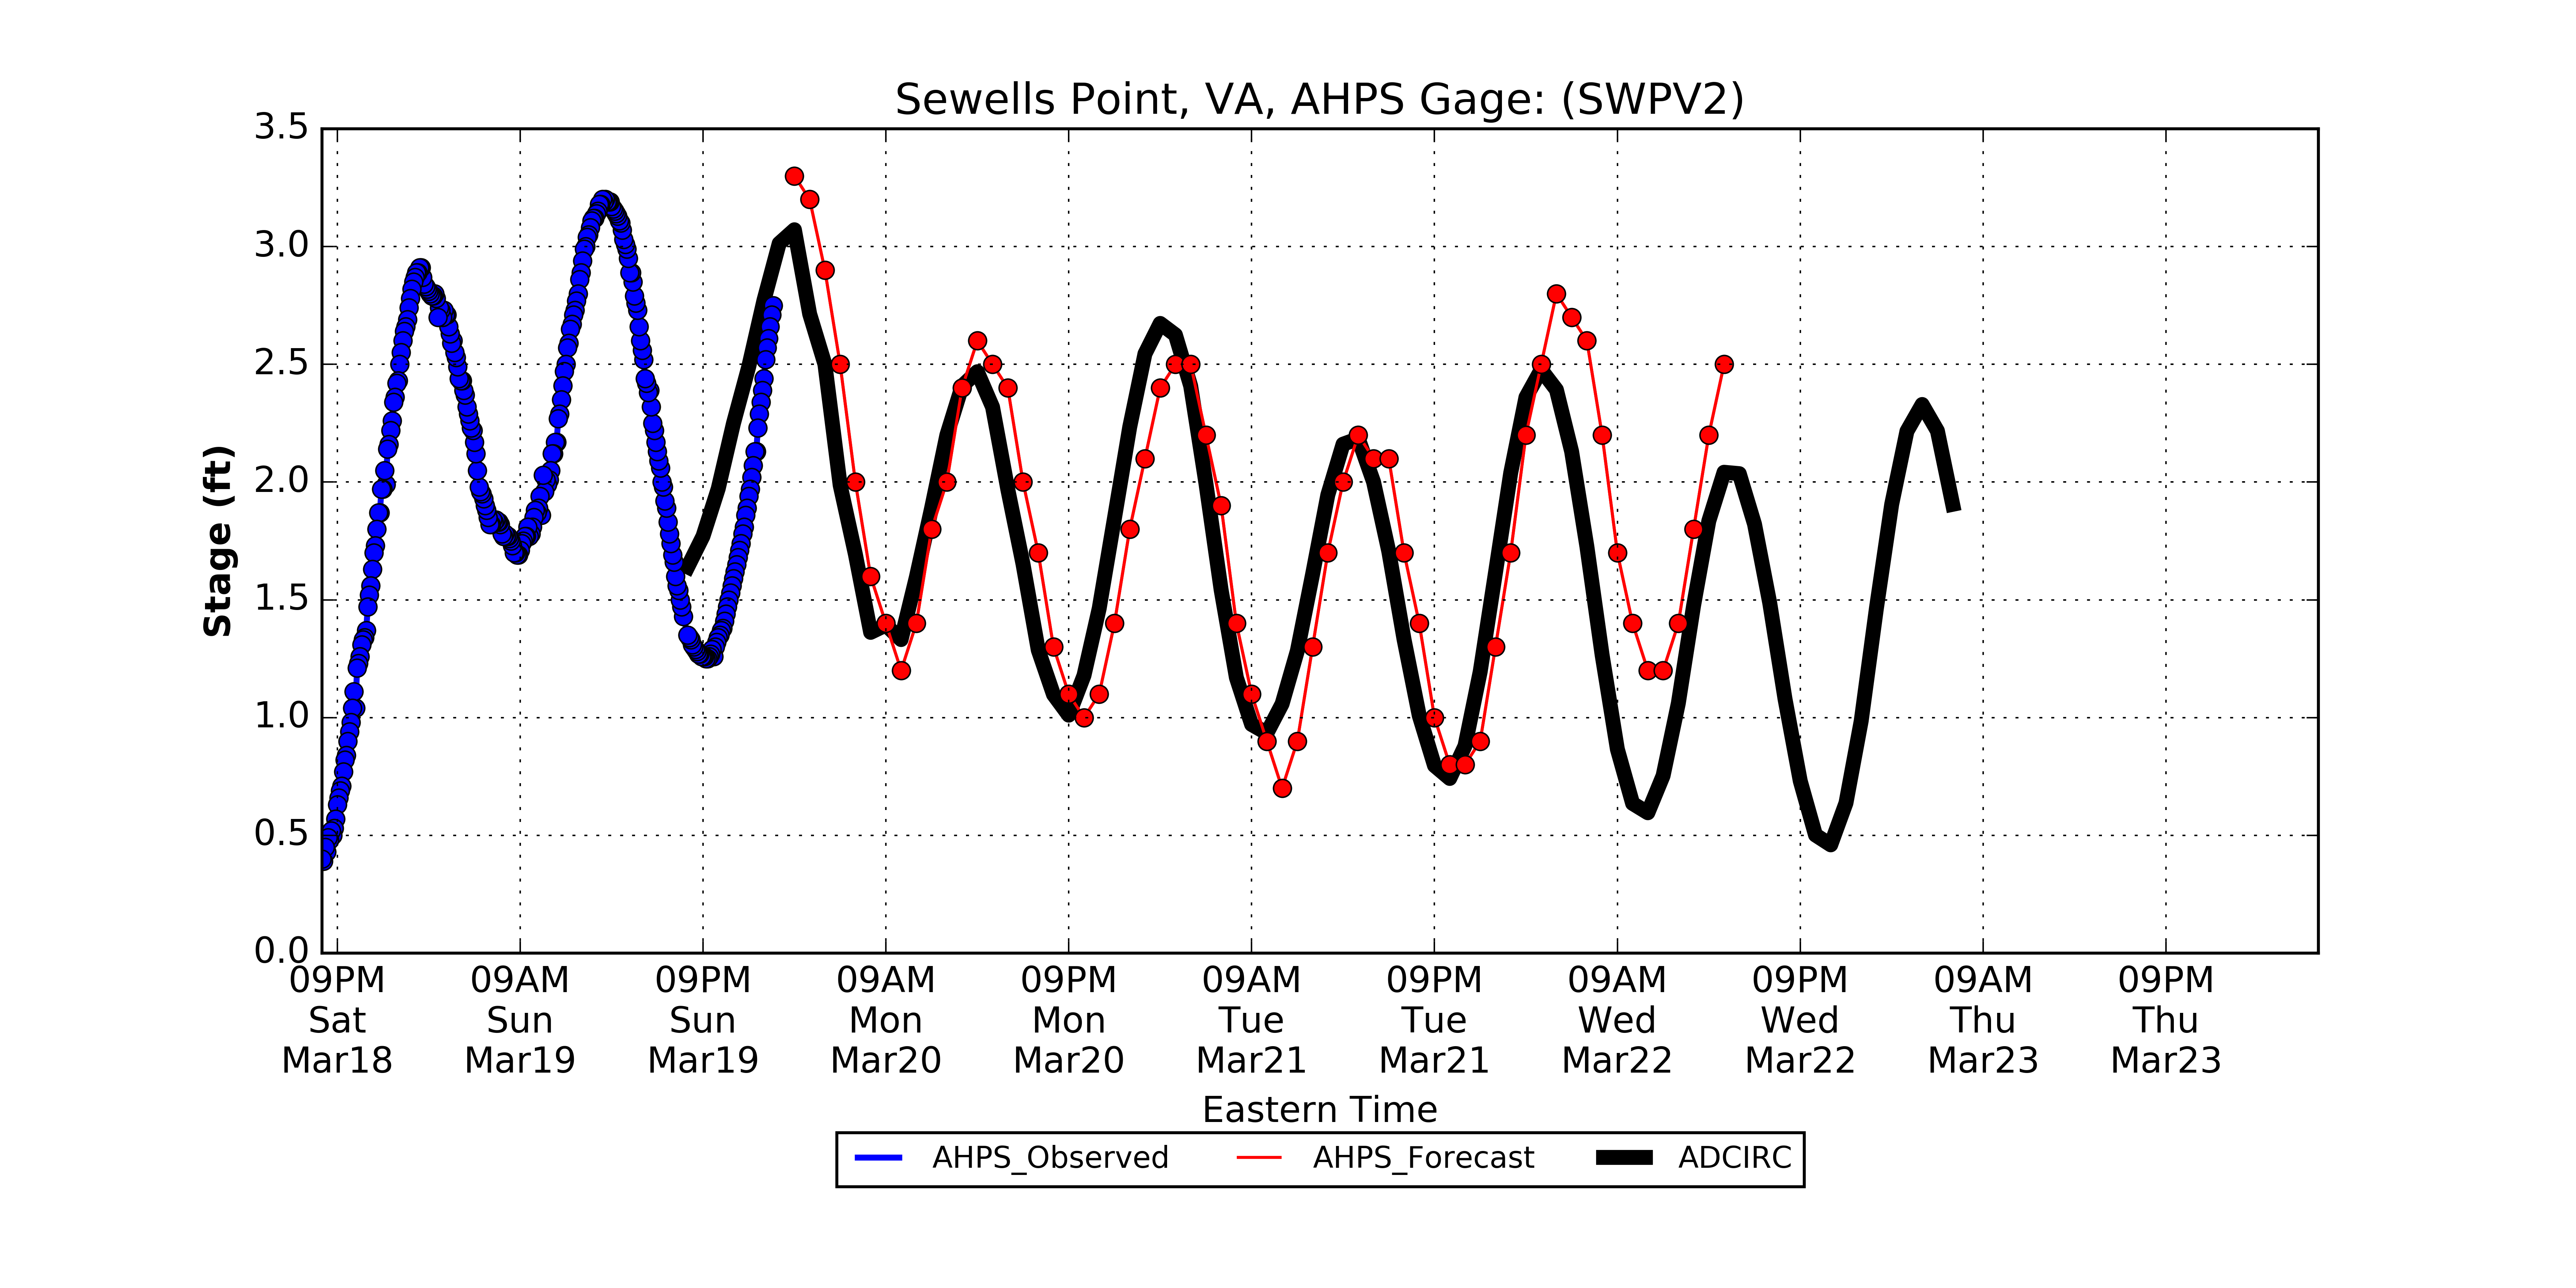 Sewells Point, VA, AHPS Gage: (SWPV2)
3.5
3.0
2.5
2.0
1.5
1.0
0.5
0.0
Stage (ft)
09PM 09AM 09PM 09AM 09PM 09AM 09PM 09AM 09PM 09AM 09PM
Sat Sun Sun Mon Mon Tue Tue Wed Wed Thu Thu
Mar18 Mar19 Mar19 Mar20 Mar20 Mar21 Mar21 Mar22 Mar22 Mar23 Mar23
Eastern Time
AHPS_Observed AHPS_Forecast ADCIRC